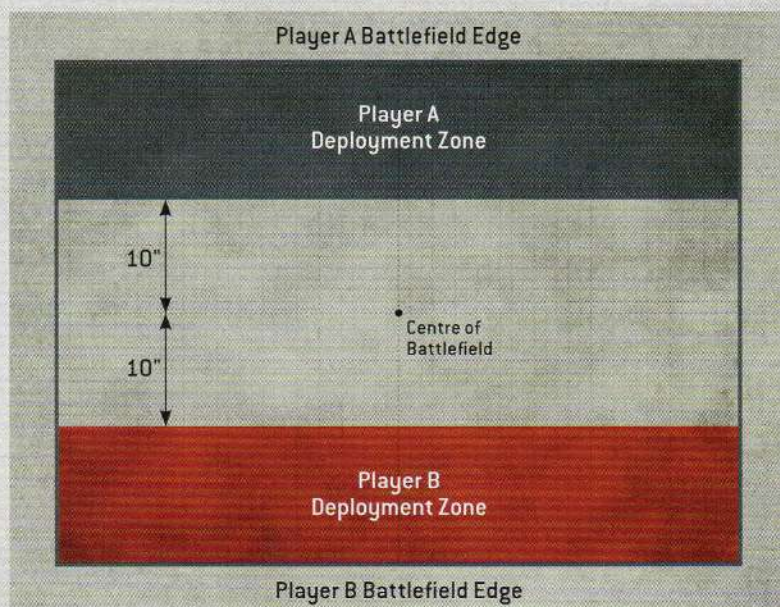 Player A Battlefield Edge
Player A
Deployment Zone
10"
Centre of
Battlefield
10"
Player B
Deployment Zone
Player B Battlefield Edge